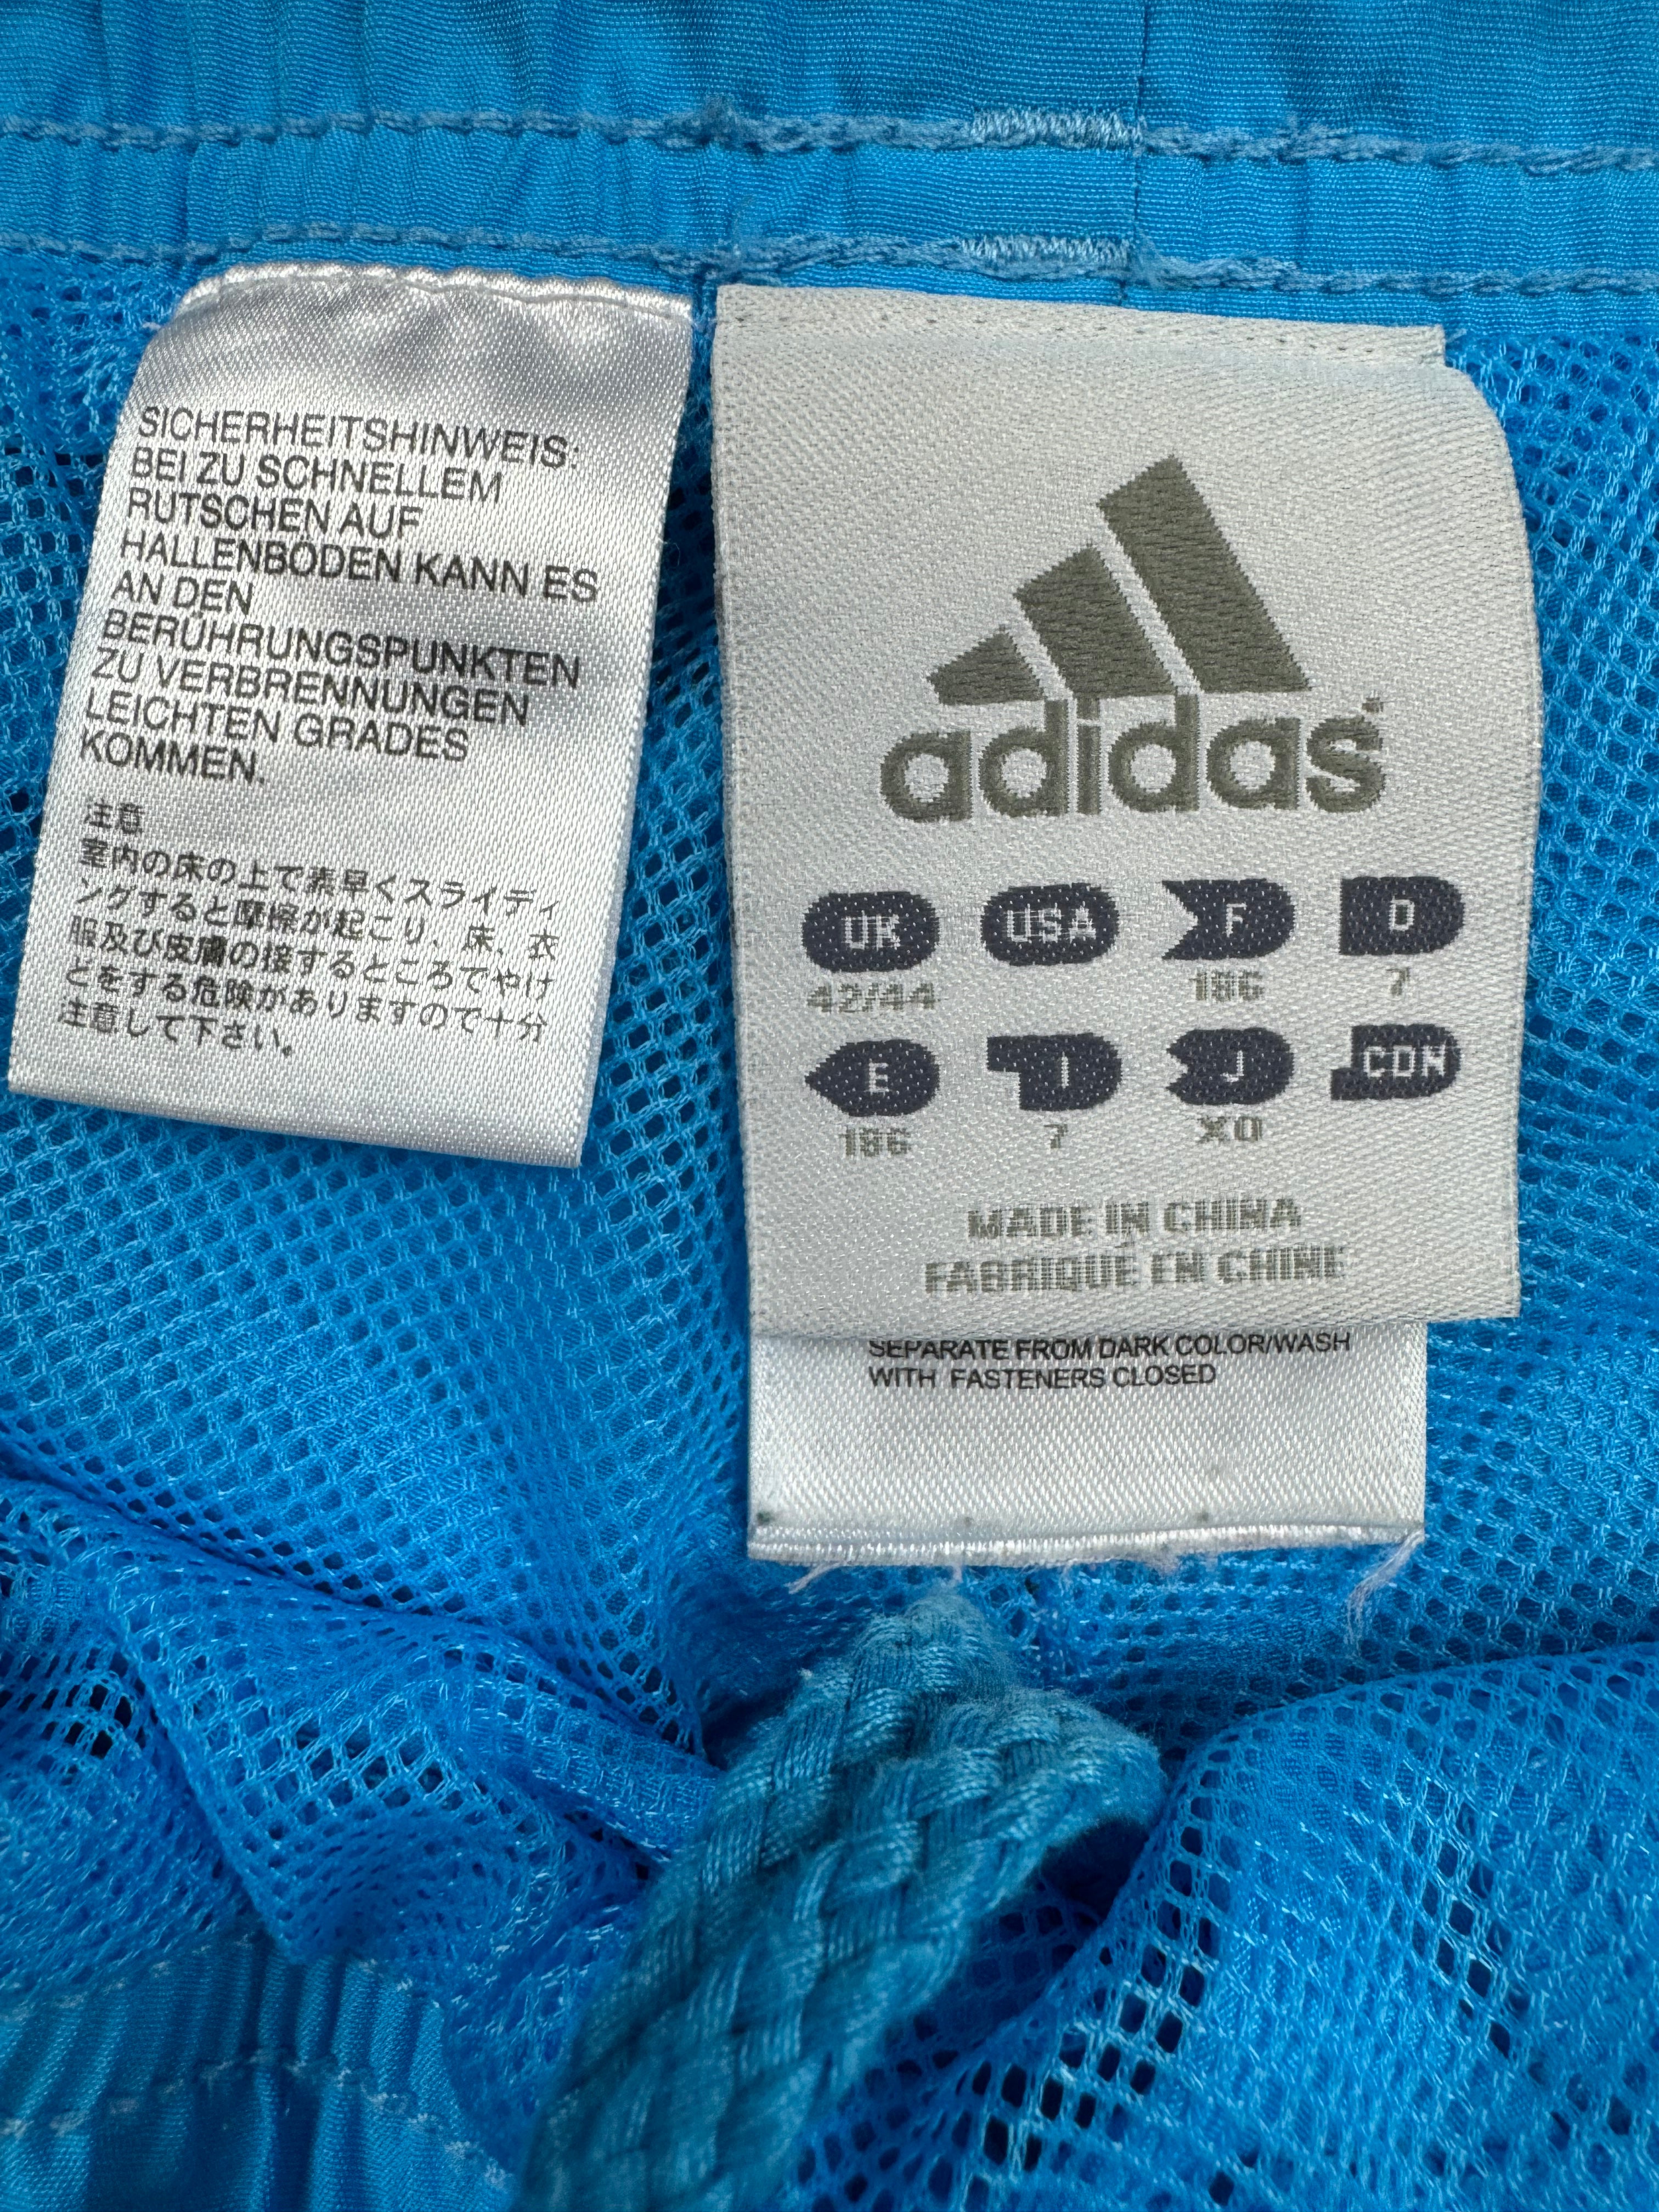 SICHERHEITSHINWEIS:
BEI ZU SCHNELLEM
RUTSCHEN AUF
HALLENBÖDEN KANN ES
AN DEN
BERÜHRUNGSPUNKTEN
ZU VERBRENNUNGEN
LEICHTEN GRADES
KOMMEN.
注意
室内の床の上で素早くスライディ
ングすると摩擦が起こり、床、衣
服及び皮膚の接するところでやけ
どをする危険がありますので十分
注意して下さい。
adidas
UK USA F D
42/44 186 7
E I J CDN
186 7 XO
MADE IN CHINA
FABRIQUÉ EN CHINE
SEPARATE FROM DARK COLOR/WASH
WITH FASTENERS CLOSED